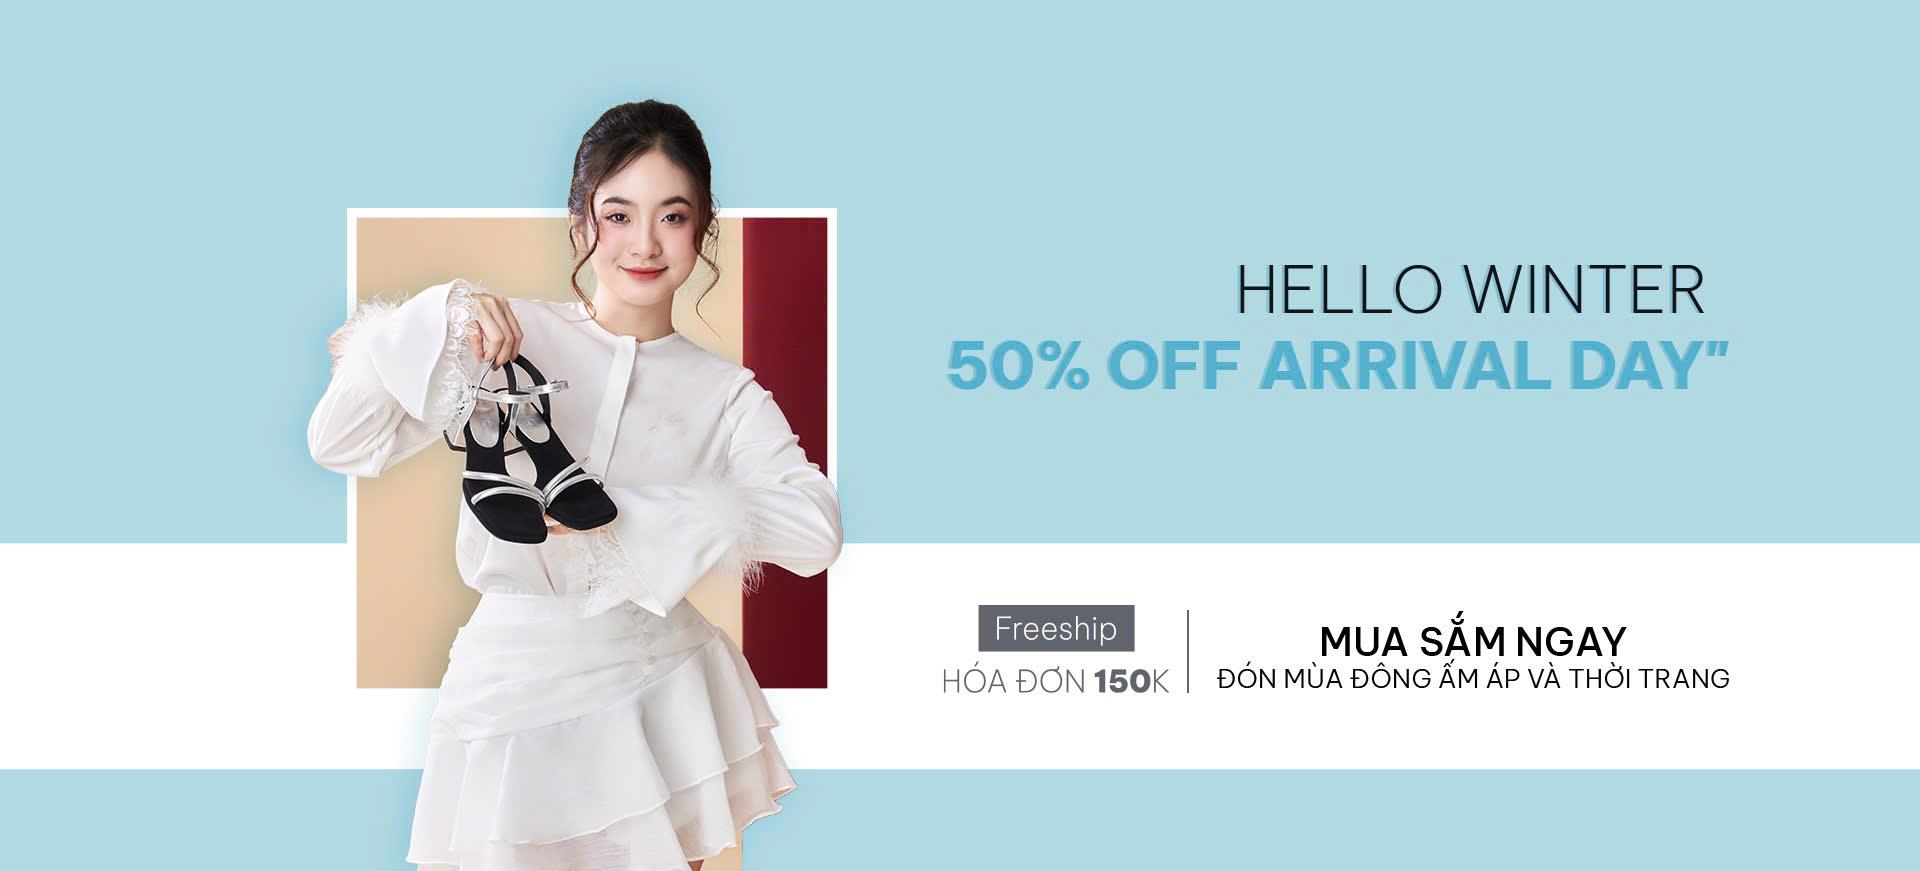 HELLO WINTER
50% OFF ARRIVAL DAY"
Freeship
HÓA ĐƠN 150K
MUA SẮM NGAY
ĐÓN MÙA ĐÔNG ẤM ÁP VÀ THỜI TRANG